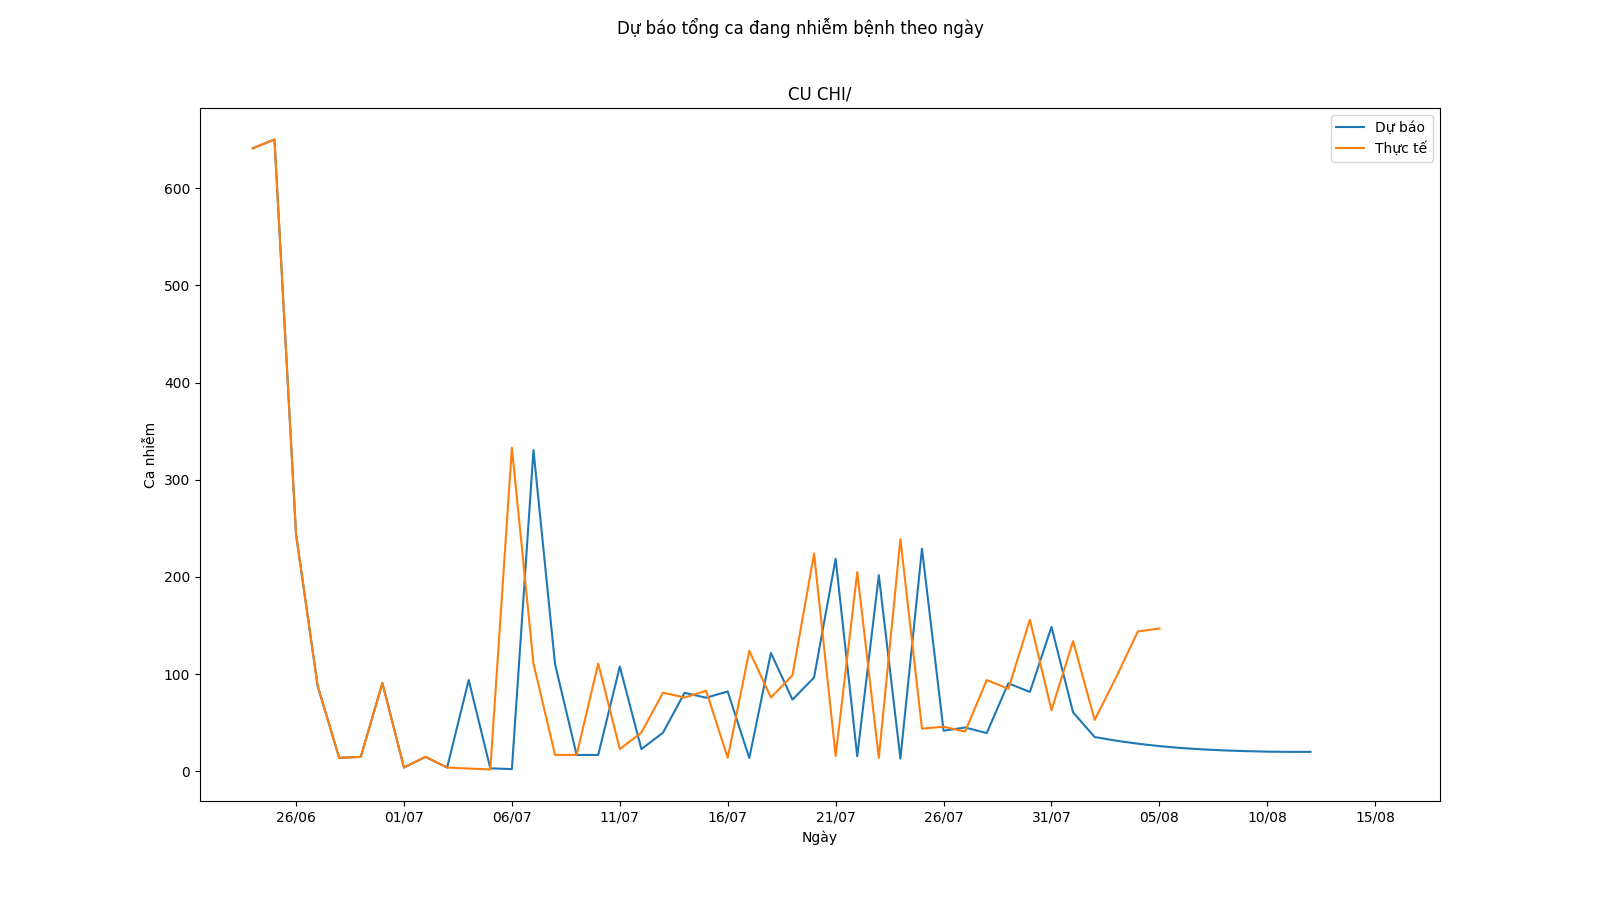 Dự báo tổng ca đang nhiễm bệnh theo ngày
CU CHI/
Dự báo
Thực tế
600
500
400
300
200
100
0
Ca nhiễm
26/06 01/07 06/07 11/07 16/07 21/07 26/07 31/07 05/08 10/08 15/08
Ngày